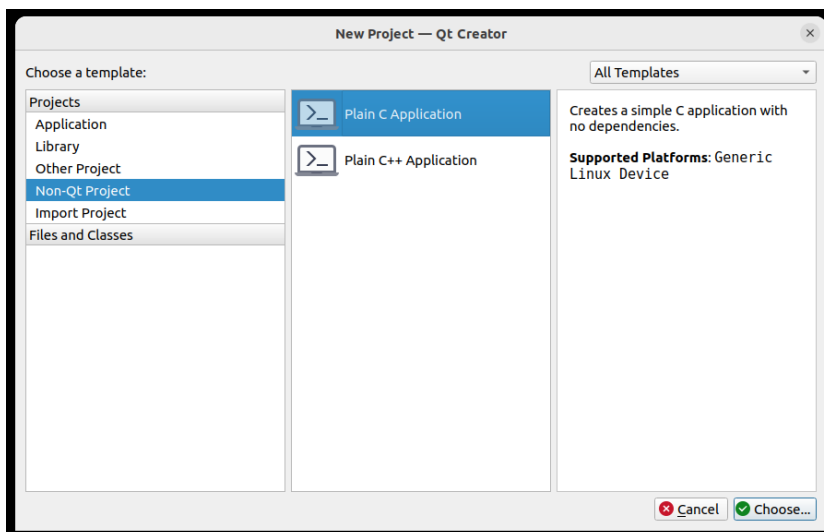 New Project — Qt Creator
Choose a template:
All Templates
Projects
Application
Library
Other Project
Non-Qt Project
Import Project
Files and Classes
Plain C Application
Plain C++ Application
Creates a simple C application with
no dependencies.
Supported Platforms: Generic
Linux Device
Cancel
Choose...